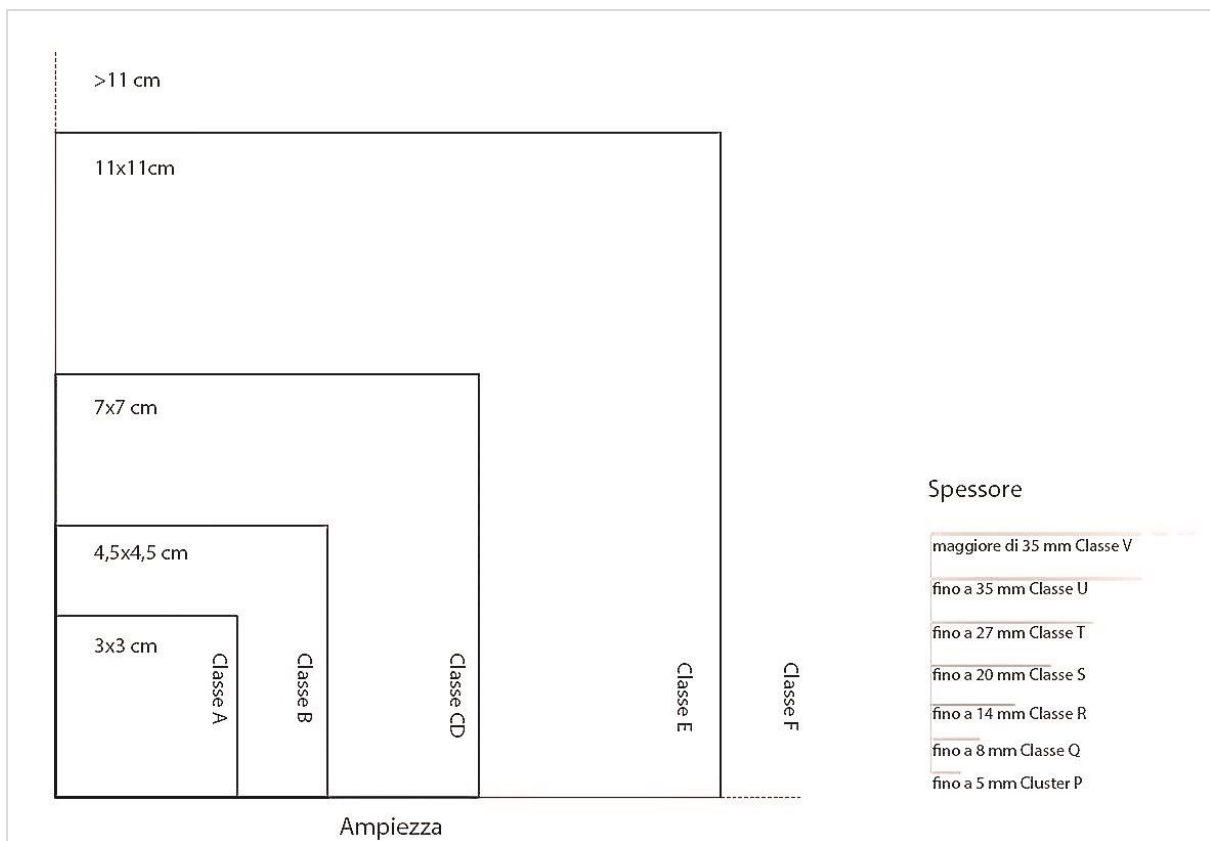 >11 cm
11x11cm
7x7 cm
4,5x4,5 cm
3x3 cm
Classe A
Classe B
Classe CD
Classe E
Classe F
Ampiezza
Spessore
maggiore di 35 mm Classe V
fino a 35 mm Classe U
fino a 27 mm Classe T
fino a 20 mm Classe S
fino a 14 mm Classe R
fino a 8 mm Classe Q
fino a 5 mm Cluster P